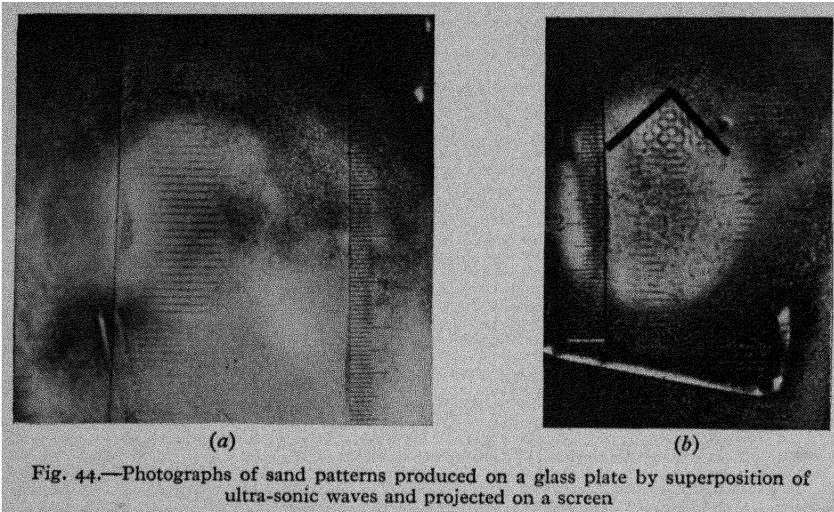 (a)
(b)
Fig. 44.—Photographs of sand patterns produced on a glass plate by superposition of
ultra-sonic waves and projected on a screen